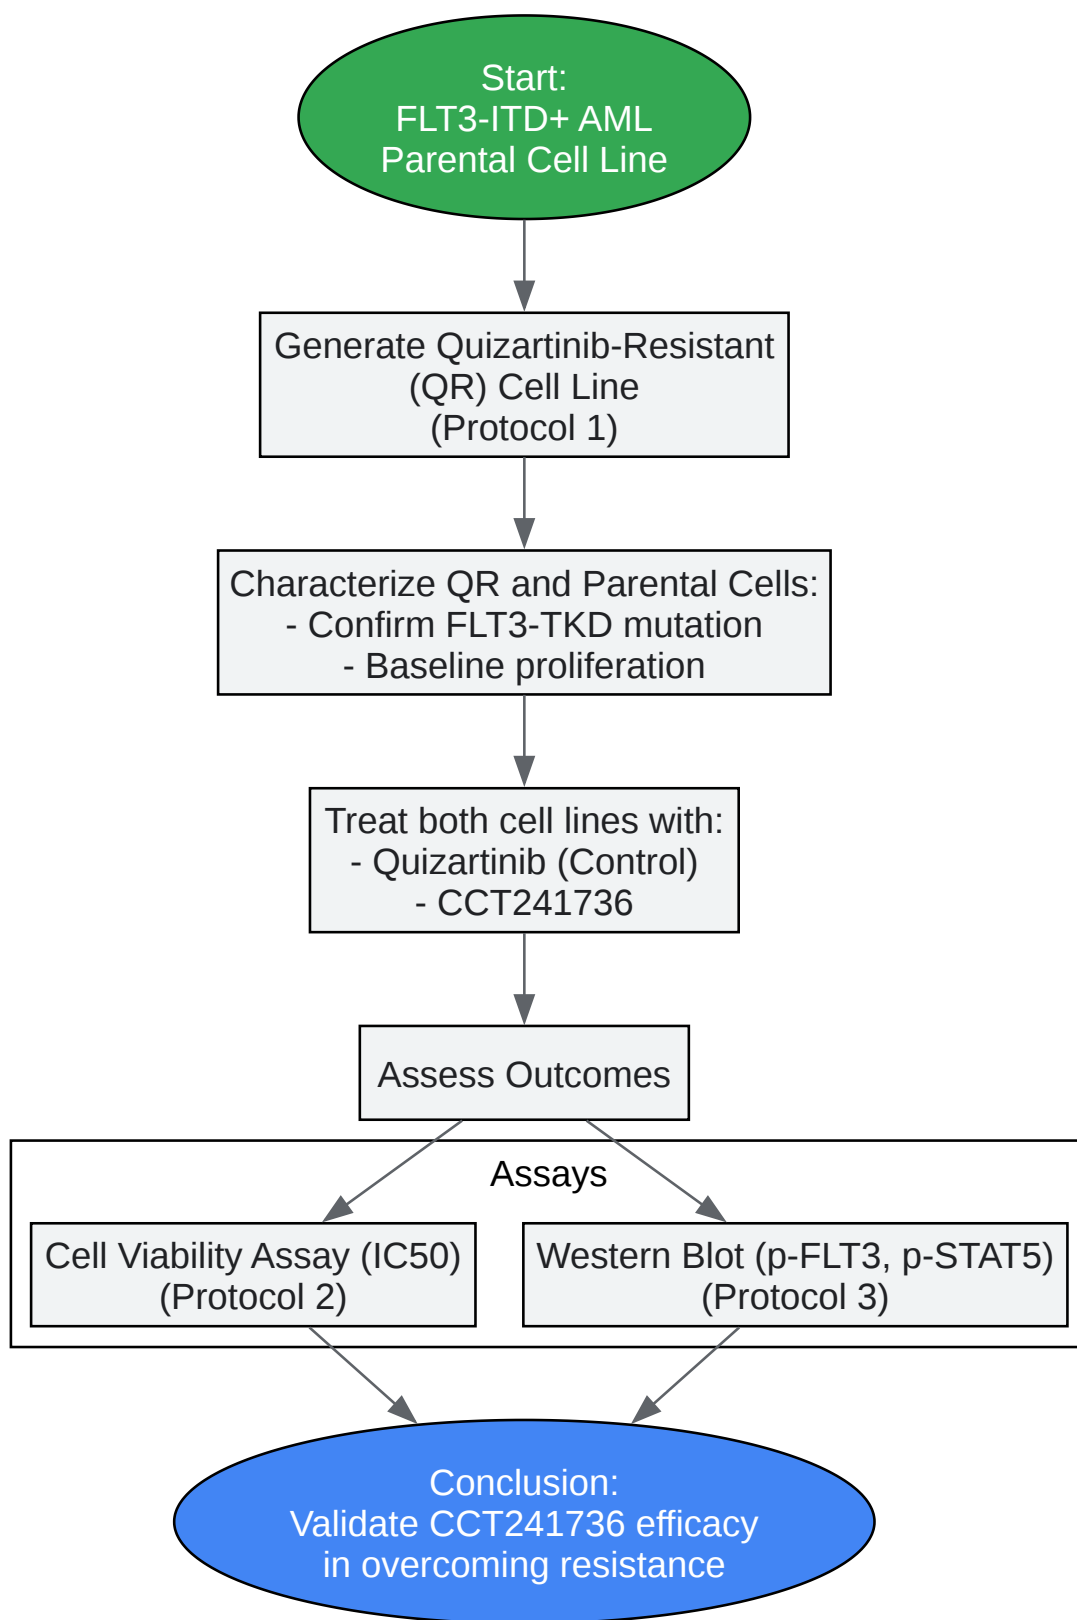 Start:
FLT3-ITD+ AML
Parental Cell Line
Generate Quizartinib-Resistant
(QR) Cell Line
(Protocol 1)
Characterize QR and Parental Cells:
- Confirm FLT3-TKD mutation
- Baseline proliferation
Treat both cell lines with:
- Quizartinib (Control)
- CCT241736
Assess Outcomes
Assays
Cell Viability Assay (IC50)
(Protocol 2)
Western Blot (p-FLT3, p-STAT5)
(Protocol 3)
Conclusion:
Validate CCT241736 efficacy
in overcoming resistance